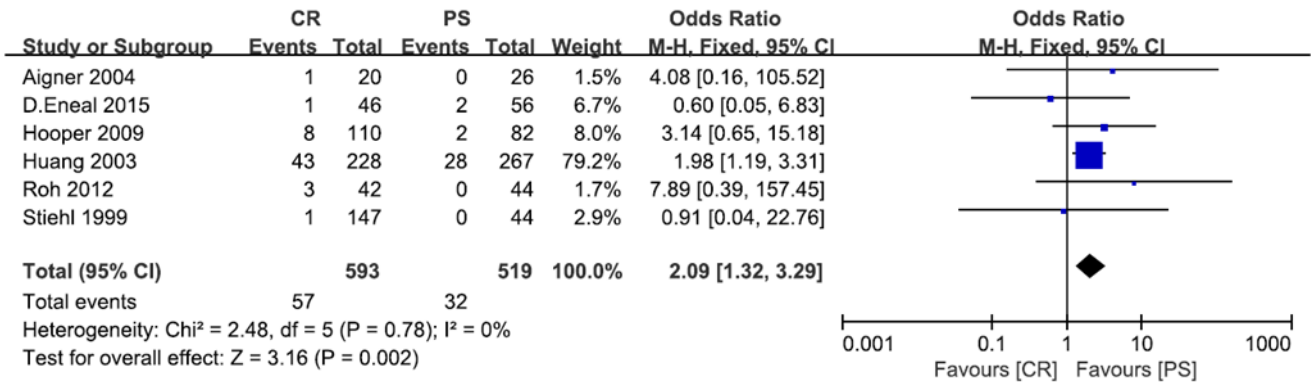 CR PS Odds Ratio Odds Ratio
Study or Subgroup Events Total Events Total Weight M-H, Fixed, 95% CI M-H, Fixed, 95% CI
Aigner 2004 1 20 0 26 1.5% 4.08 [0.16, 105.52]
D.Eneal 2015 1 46 2 56 6.7% 0.60 [0.05, 6.83]
Hooper 2009 8 110 2 82 8.0% 3.14 [0.65, 15.18]
Huang 2003 43 228 28 267 79.2% 1.98 [1.19, 3.31]
Roh 2012 3 42 0 44 1.7% 7.89 [0.39, 157.45]
Stiehl 1999 1 147 0 44 2.9% 0.91 [0.04, 22.76]
Total (95% CI) 593 519 100.0% 2.09 [1.32, 3.29]
Total events 57 32
Heterogeneity: Chi² = 2.48, df = 5 (P = 0.78); I² = 0%
Test for overall effect: Z = 3.16 (P = 0.002)
0.001 0.1 1 10 1000
Favours [CR] Favours [PS]